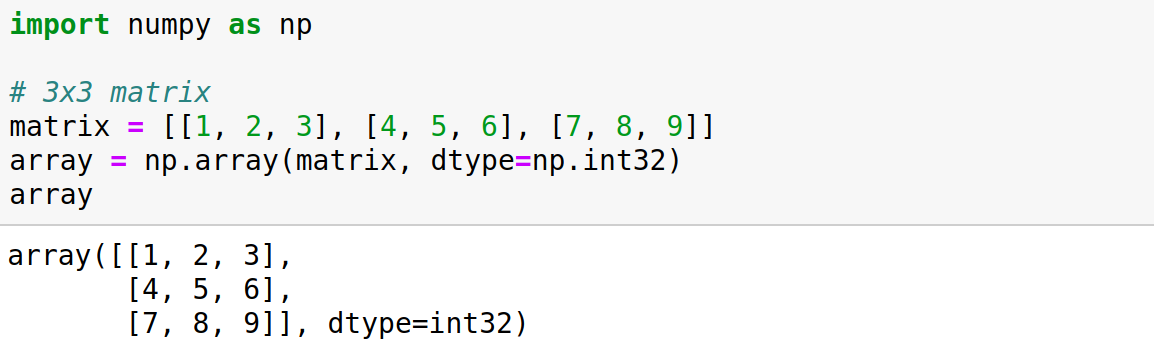 import numpy as np
# 3x3 matrix
matrix = [[1, 2, 3], [4, 5, 6], [7, 8, 9]]
array = np.array(matrix, dtype=np.int32)
array
array([[1, 2, 3],
       [4, 5, 6],
       [7, 8, 9]], dtype=int32)